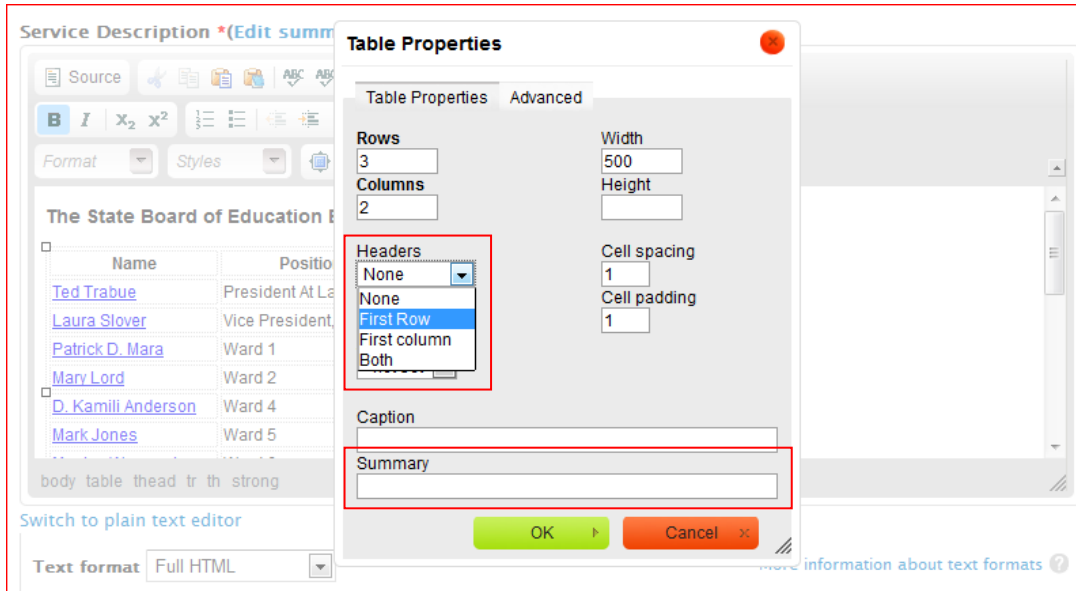 Service Description *(Edit summ
Source
ABC
B I X₂ X²
Format
Styles
The State Board of Education
Name
Positio
Ted Trabue
President At La
Laura Slover
Vice President,
Patrick D. Mara
Ward 1
Mary Lord
Ward 2
D. Kamili Anderson
Ward 4
Mark Jones
Ward 5
body table thead tr th strong
Switch to plain text editor
Text format
Full HTML
information about text formats ?
Table Properties
Table Properties
Advanced
Rows
3
Columns
2
Width
500
Height
Headers
None
None
First Row
First column
Both
Cell spacing
1
Cell padding
1
Caption
Summary
OK
Cancel